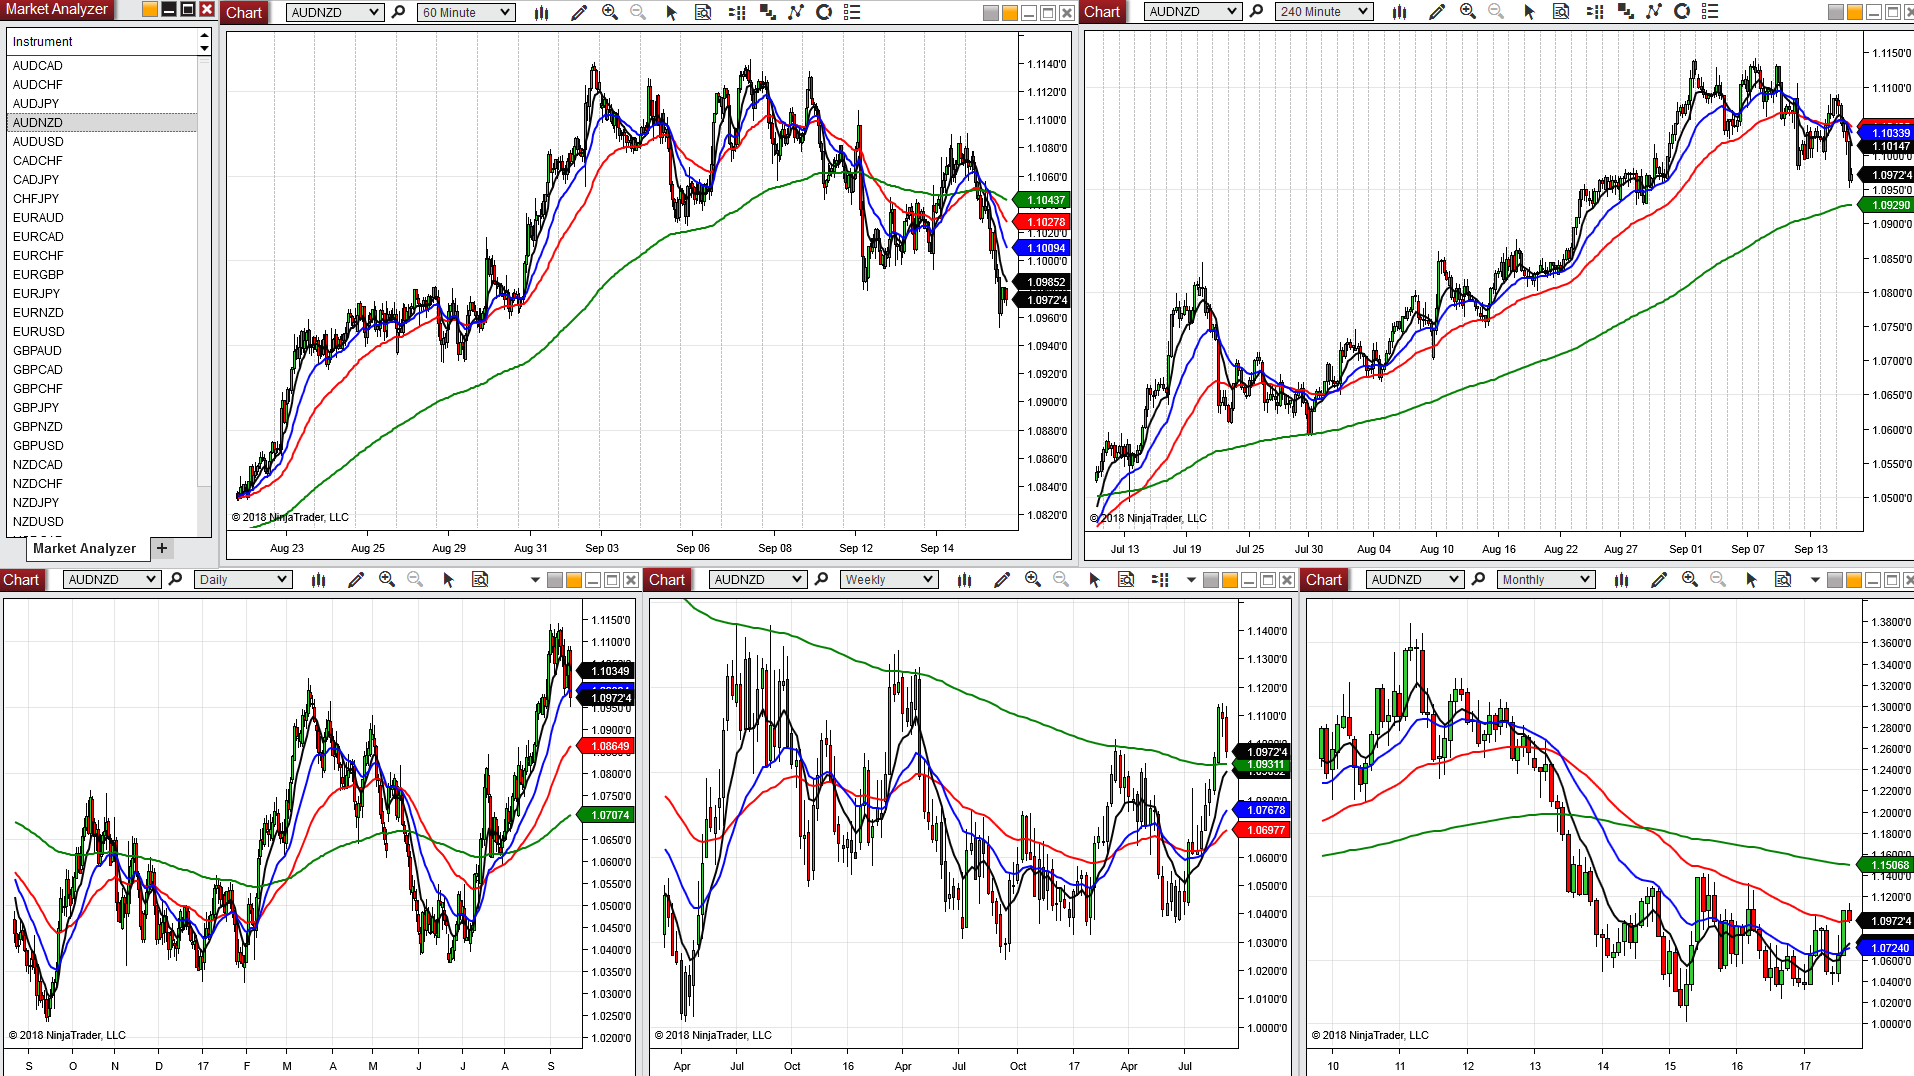 Market Analyzer
Instrument
AUDCAD
AUDCHF
AUDJPY
AUDNZD
AUDUSD
CADCHF
CADJPY
CHFJPY
EURAUD
EURCAD
EURCHF
EURGBP
EURJPY
EURNZD
EURUSD
GBPAUD
GBPCAD
GBPCHF
GBPJPY
GBPNZD
GBPUSD
NZDCAD
NZDCHF
NZDJPY
NZDUSD
Market Analyzer +
Chart AUDNZD 60 Minute
1.1140'0
1.1120'0
1.1100'0
1.1080'0
1.1060'0
1.10437
1.10278
1.1020'0
1.10094
1.1000'0
1.09852
1.0972'4
1.0960'0
1.0940'0
1.0920'0
1.0900'0
1.0880'0
1.0860'0
1.0840'0
1.0820'0
© 2018 NinjaTrader, LLC
Aug 23 Aug 25 Aug 29 Aug 31 Sep 03 Sep 06 Sep 08 Sep 12 Sep 14
Chart AUDNZD 240 Minute
1.1150'0
1.1100'0
1.10339
1.10147
1.1000'0
1.0972'4
1.0950'0
1.09290
1.0900'0
1.0850'0
1.0800'0
1.0750'0
1.0700'0
1.0650'0
1.0600'0
1.0550'0
1.0500'0
© 2018 NinjaTrader, LLC
Jul 13 Jul 19 Jul 25 Jul 30 Aug 04 Aug 10 Aug 16 Aug 22 Aug 27 Sep 01 Sep 07 Sep 13
Chart AUDNZD Daily
1.1150'0
1.1100'0
1.10349
1.0972'4
1.0950'0
1.0900'0
1.08649
1.0800'0
1.0750'0
1.07074
1.0650'0
1.0600'0
1.0550'0
1.0500'0
1.0450'0
1.0400'0
1.0350'0
1.0300'0
1.0250'0
1.0200'0
© 2018 NinjaTrader, LLC
S O N D 17 F M A M J J A S
Chart AUDNZD Weekly
1.1400'0
1.1300'0
1.1200'0
1.1100'0
1.0972'4
1.09311
1.07678
1.06977
1.0600'0
1.0500'0
1.0400'0
1.0300'0
1.0200'0
1.0100'0
1.0000'0
© 2018 NinjaTrader, LLC
Apr Jul Oct 16 Apr Jul Oct 17 Apr Jul
Chart AUDNZD Monthly
1.3800'0
1.3600'0
1.3400'0
1.3200'0
1.3000'0
1.2800'0
1.2600'0
1.2400'0
1.2200'0
1.2000'0
1.1800'0
1.15063
1.1400'0
1.1200'0
1.0972'4
1.07240
1.0600'0
1.0400'0
1.0200'0
1.0000'0
© 2018 NinjaTrader, LLC
10 11 12 13 14 15 16 17